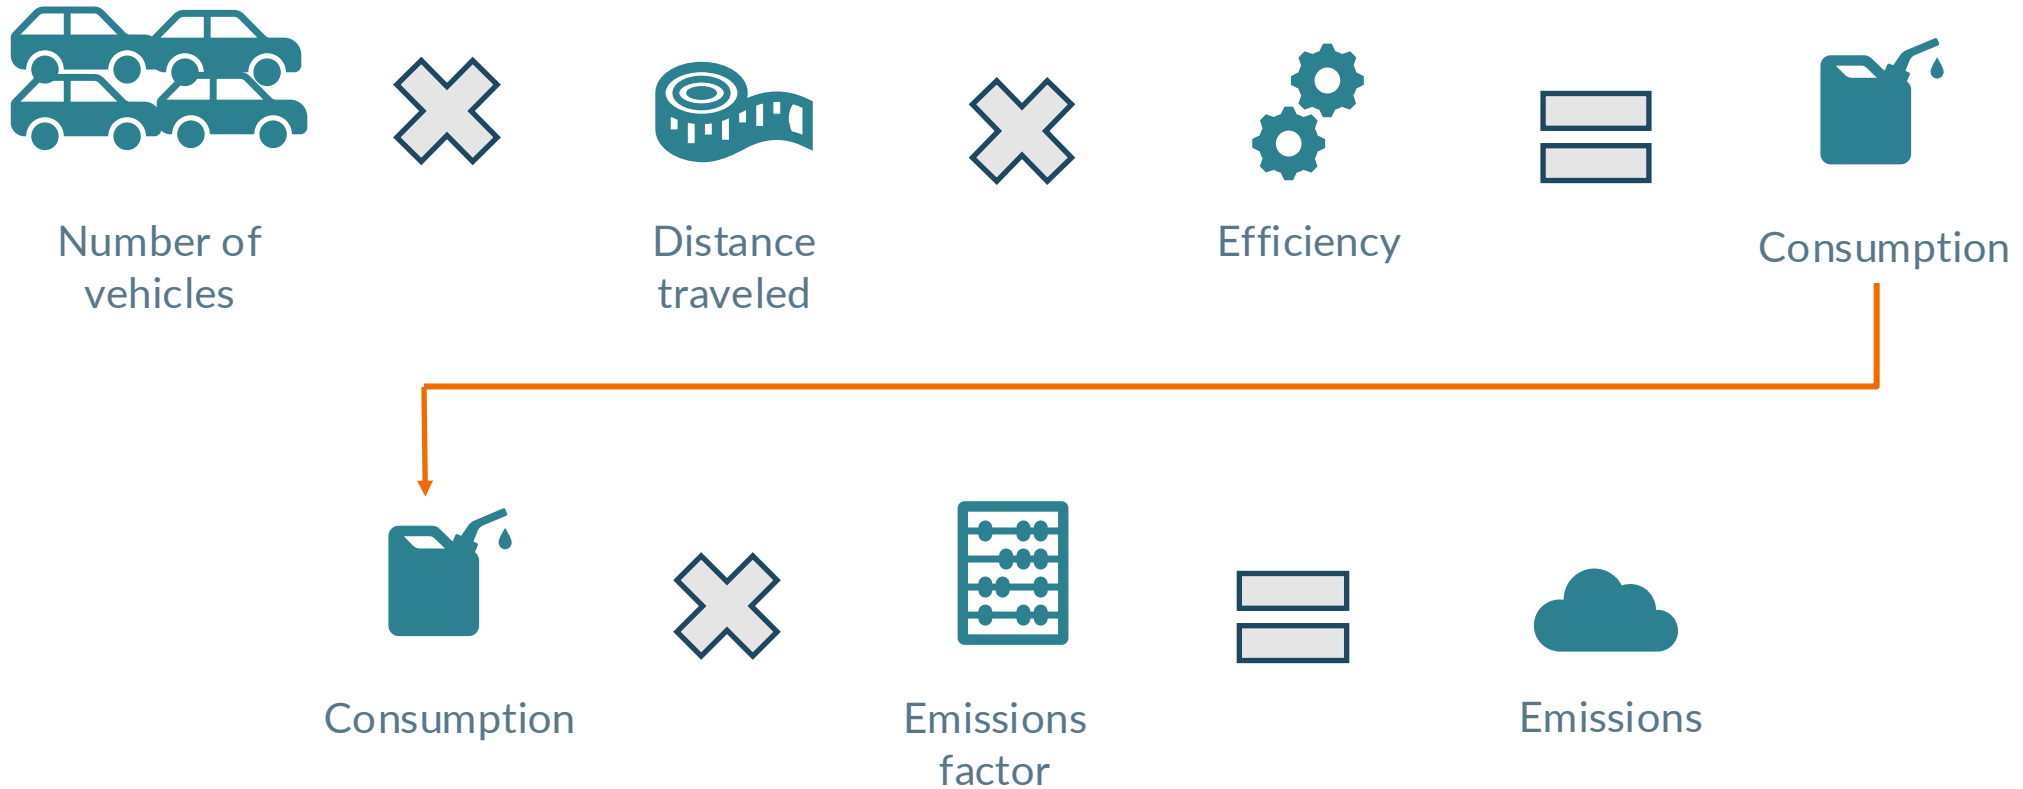 Number of
vehicles
Distance
traveled
Efficiency
Consumption
Consumption
Emissions
factor
Emissions